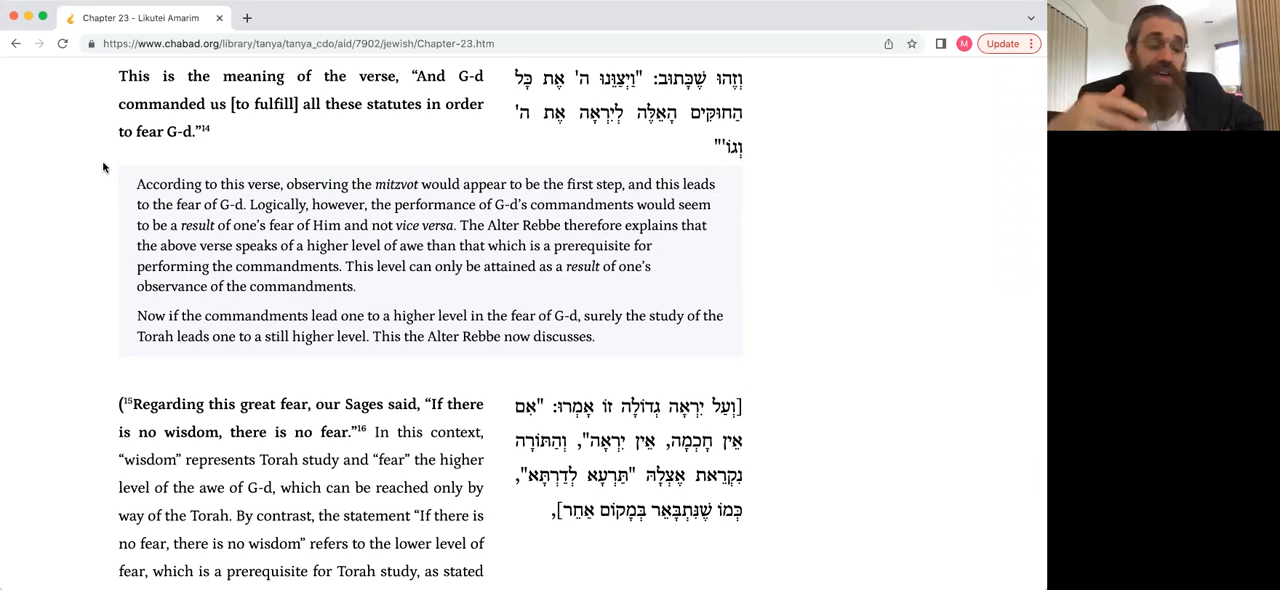 Chapter 23 - Likutei Amarim
https://www.chabad.org/library/tanya/tanya_cdo/aid/7902/jewish/Chapter-23.htm
M
Update
This is the meaning of the verse, “And G-d
commanded us [to fulfill] all these statutes in order
to fear G-d.”14
וְזֶהוּ שֶׁכָּתוּב: "וַיְצַוֵּנוּ ה' אֶת כָּל
הַחוּקִּים הָאֵלֶּה לְיִרְאָה אֶת ה'
וְגוֹ'"
According to this verse, observing the mitzvot would appear to be the first step, and this leads
to the fear of G-d. Logically, however, the performance of G-d’s commandments would seem
to be a result of one’s fear of Him and not vice versa. The Alter Rebbe therefore explains that
the above verse speaks of a higher level of awe than that which is a prerequisite for
performing the commandments. This level can only be attained as a result of one’s
observance of the commandments.
Now if the commandments lead one to a higher level in the fear of G-d, surely the study of the
Torah leads one to a still higher level. This the Alter Rebbe now discusses.
(15Regarding this great fear, our Sages said, “If there
is no wisdom, there is no fear.”16 In this context,
“wisdom” represents Torah study and “fear” the higher
level of the awe of G-d, which can be reached only by
way of the Torah. By contrast, the statement “If there is
no fear, there is no wisdom” refers to the lower level of
fear, which is a prerequisite for Torah study, as stated
[וְעַל יִרְאָה גְדוֹלָה זוֹ אָמְרוּ: "אִם
אֵין חָכְמָה, אֵין יִרְאָה", וְהַתּוֹרָה
נִקְרֵאת אֶצְלָהּ "תַּרְעָא לְדַרְתָּא",
כְּמוֹ שֶׁנִּתְבָּאֵר בְּמָקוֹם אַחֵר],